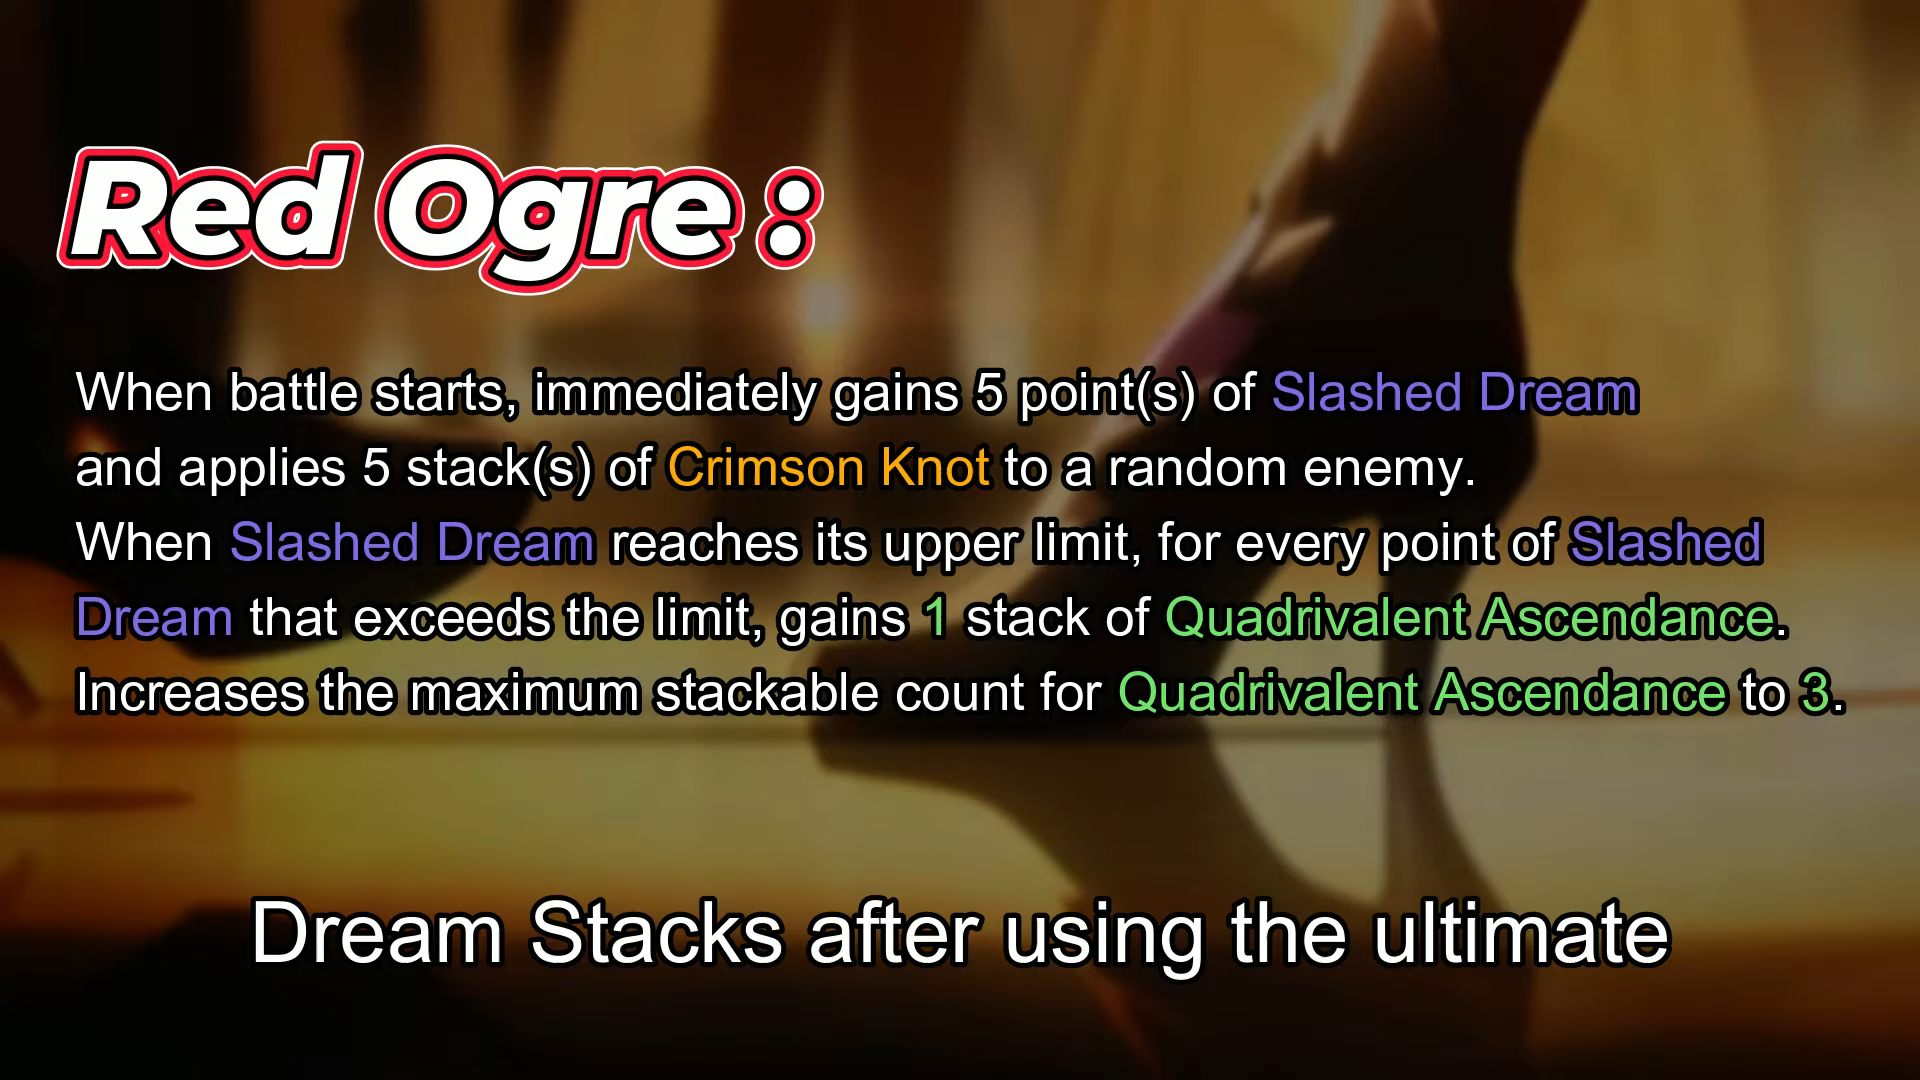 Red Ogre :
When battle starts, immediately gains 5 point(s) of Slashed Dream
and applies 5 stack(s) of Crimson Knot to a random enemy.
When Slashed Dream reaches its upper limit, for every point of Slashed
Dream that exceeds the limit, gains 1 stack of Quadrivalent Ascendance.
Increases the maximum stackable count for Quadrivalent Ascendance to 3.
Dream Stacks after using the ultimate